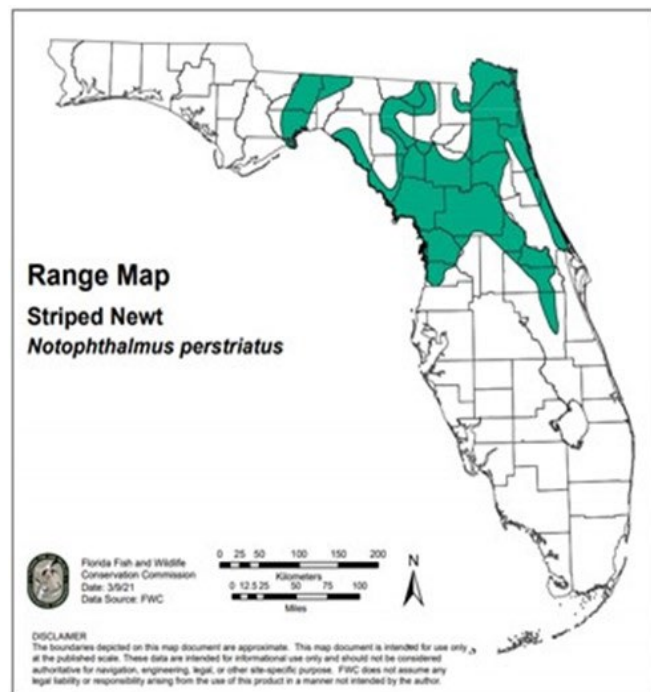 Range Map
Striped Newt
Notophthalmus perstriatus
Florida Fish and Wildlife
Conservation Commission
Date: 3/9/21
Data Source: FWC
0 25 50 100 150 200
Kilometers
0 12.5 25 50 75 100
Miles
N
DISCLAIMER
The boundaries depicted on this map document are approximate. This map document is intended for use only
at the published scale. These data are intended for informational use only and should not be considered
authoritative for navigation, engineering, legal, or other site-specific purpose. FWC does not assume any
legal liability or responsibility arising from the use of this product in a manner not intended by the author.